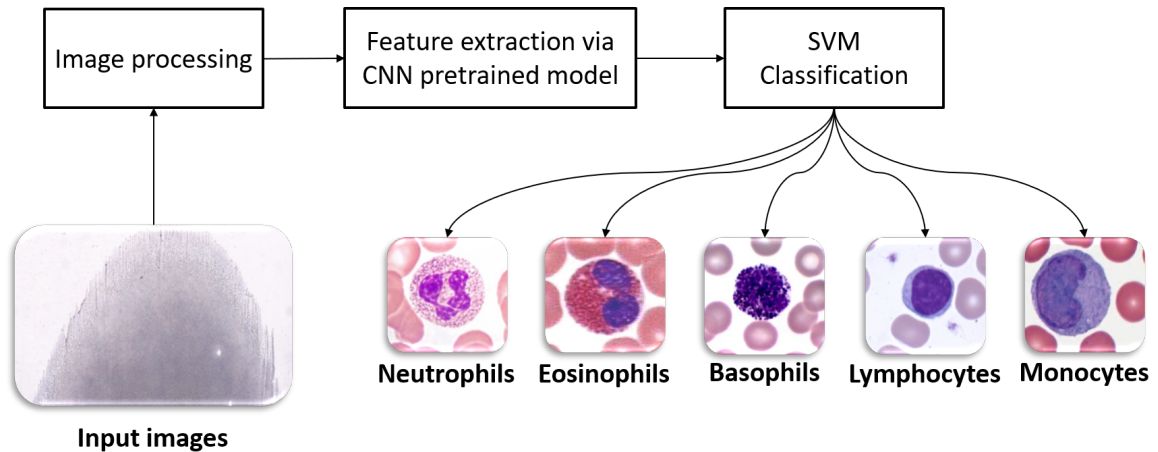 Image processing
Feature extraction via
CNN pretrained model
SVM
Classification
Neutrophils
Eosinophils
Basophils
Lymphocytes
Monocytes
Input images